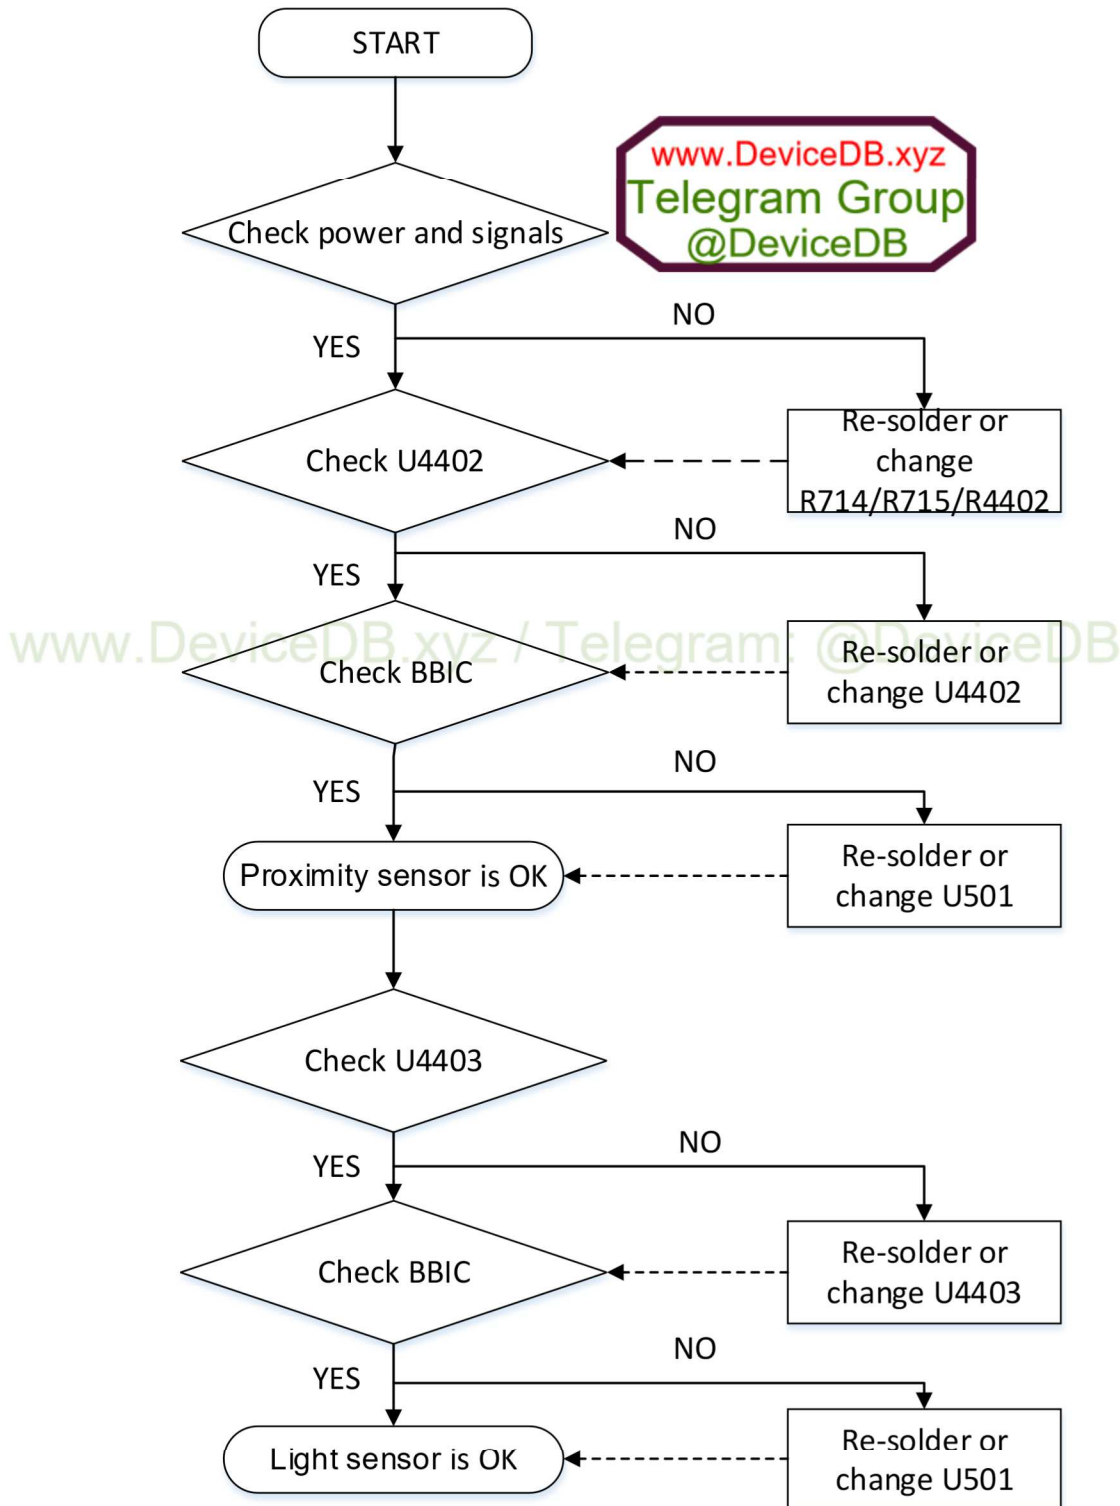 START
www.DeviceDB.xyz
Telegram Group
@DeviceDB
Check power and signals
NO
YES
Re-solder or
change
R714/R715/R4402
Check U4402
NO
YES
www.DeviceDB.xyz / Telegram: @DeviceDB
Check BBIC
Re-solder or
change U4402
NO
YES
Proximity sensor is OK
Re-solder or
change U501
Check U4403
NO
YES
Check BBIC
Re-solder or
change U4403
NO
YES
Light sensor is OK
Re-solder or
change U501